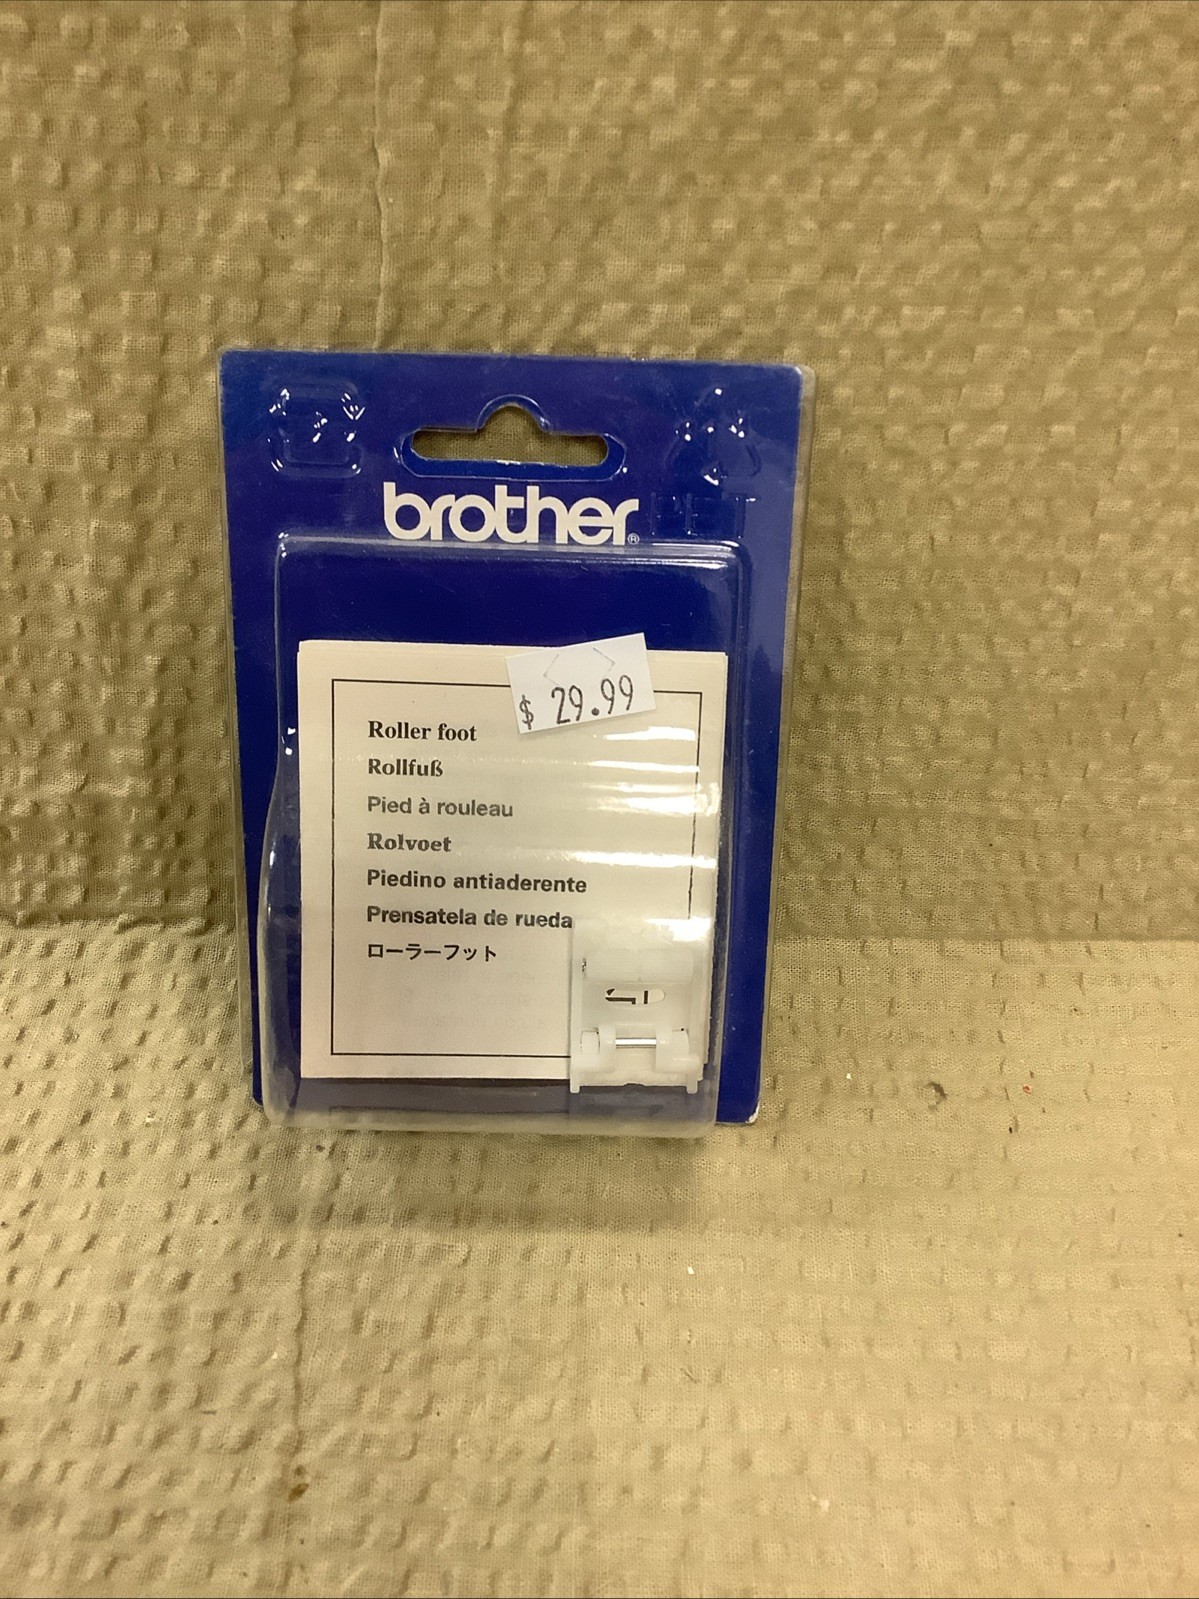 brother®
$ 29.99
Roller foot
Rollfuß
Pied à rouleau
Rolvoet
Piedino antiaderente
Prensatela de rueda
ローラーフット